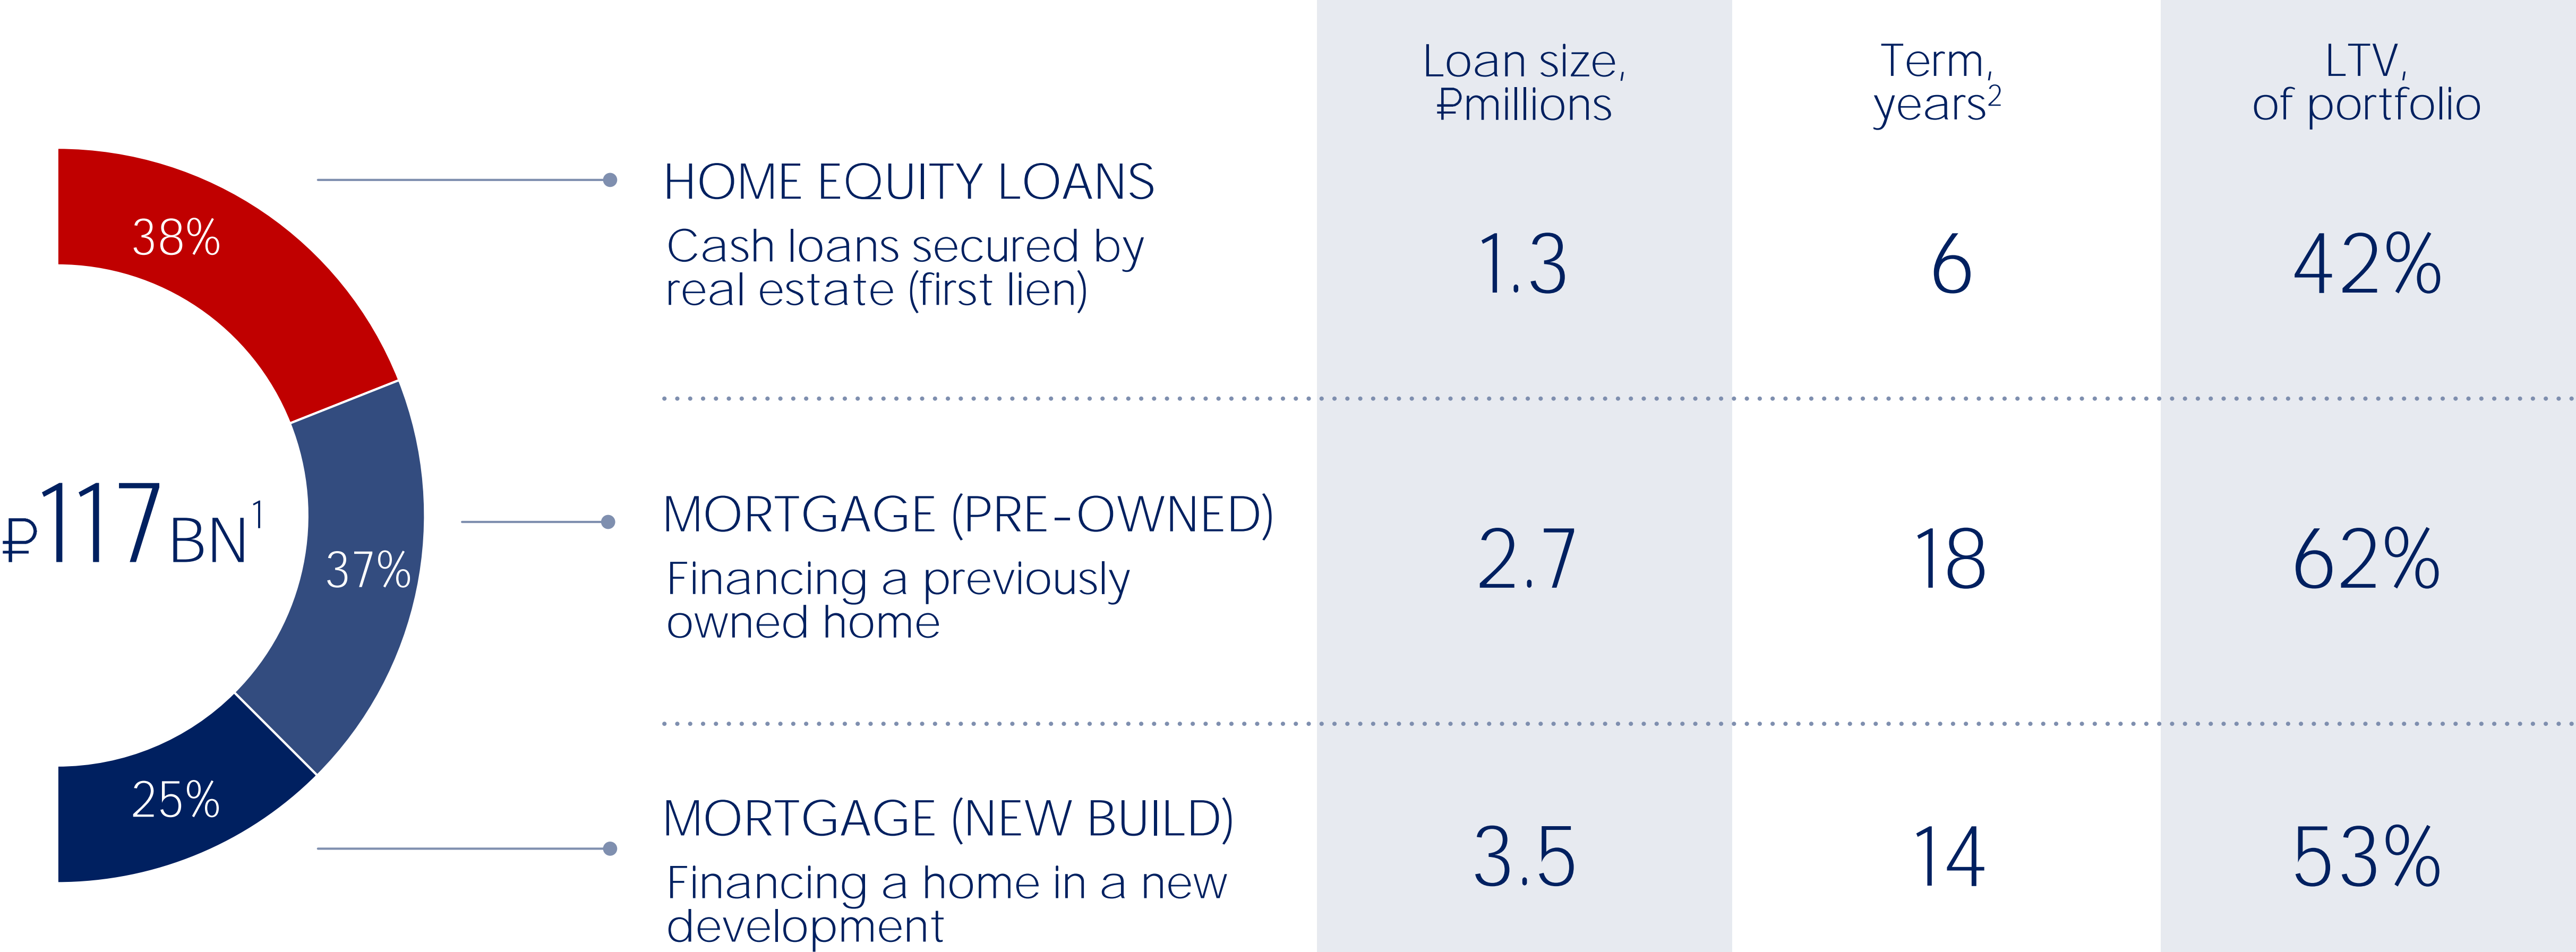 Loan size,
₽millions
Term,
years²
LTV,
of portfolio
38%
HOME EQUITY LOANS
Cash loans secured by
real estate (first lien)
1.3
6
42%
₽117BN¹
37%
MORTGAGE (PRE-OWNED)
Financing a previously
owned home
2.7
18
62%
25%
MORTGAGE (NEW BUILD)
Financing a home in a new
development
3.5
14
53%